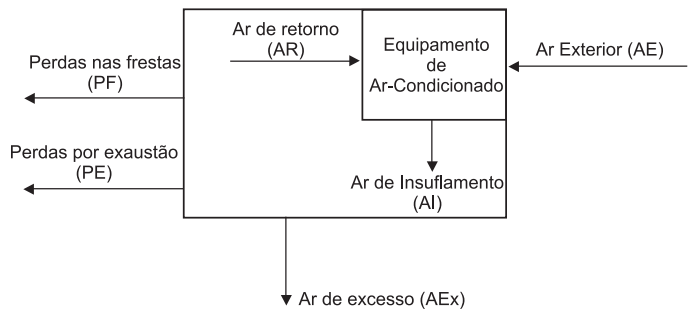 Ar de retorno
(AR)
Equipamento
de
Ar-Condicionado
Ar Exterior (AE)
Perdas nas frestas
(PF)
Perdas por exaustão
(PE)
Ar de Insuflamento
(AI)
Ar de excesso (AEx)